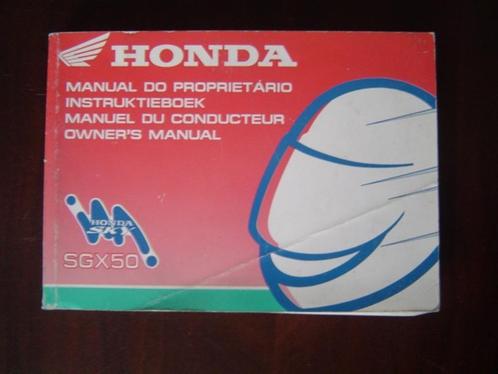 HONDA
MANUAL DO PROPRIETÁRIO
INSTRUKTIEBOEK
MANUEL DU CONDUCTEUR
OWNER'S MANUAL
HONDA
SKY
SGX50